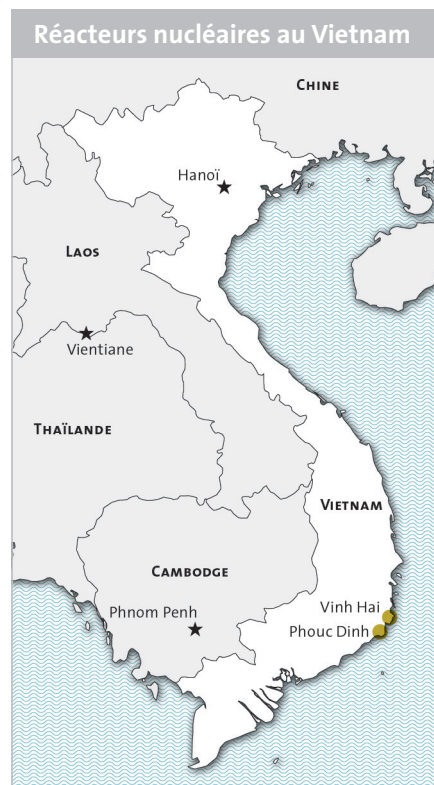 Réacteurs nucléaires au Vietnam
CHINE
Hanoï
LAOS
Vientiane
THAÏLANDE
VIETNAM
CAMBODGE
Vinh Hai
Phnom Penh
Phouc Dinh